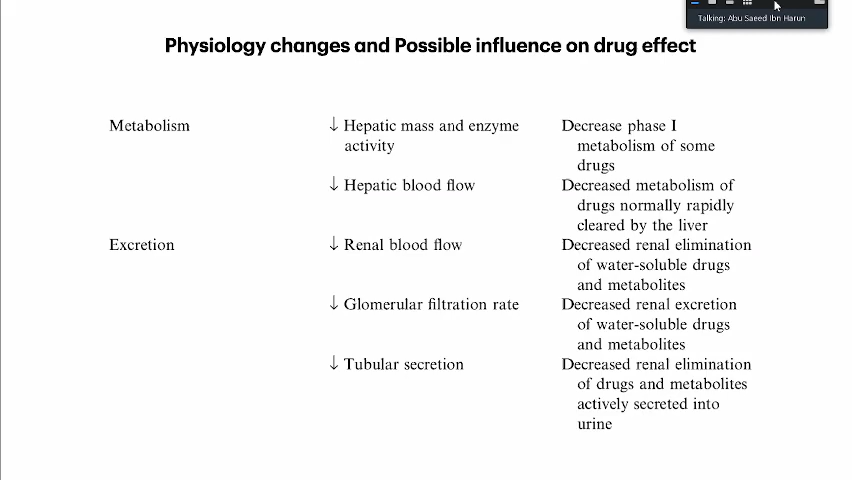 Talking: Abu Saeed Ibn Harun
Physiology changes and Possible influence on drug effect
Metabolism ↓ Hepatic mass and enzyme Decrease phase I
activity metabolism of some
drugs
↓ Hepatic blood flow Decreased metabolism of
drugs normally rapidly
cleared by the liver
Excretion ↓ Renal blood flow Decreased renal elimination
of water-soluble drugs
and metabolites
↓ Glomerular filtration rate Decreased renal excretion
of water-soluble drugs
and metabolites
↓ Tubular secretion Decreased renal elimination
of drugs and metabolites
actively secreted into
urine